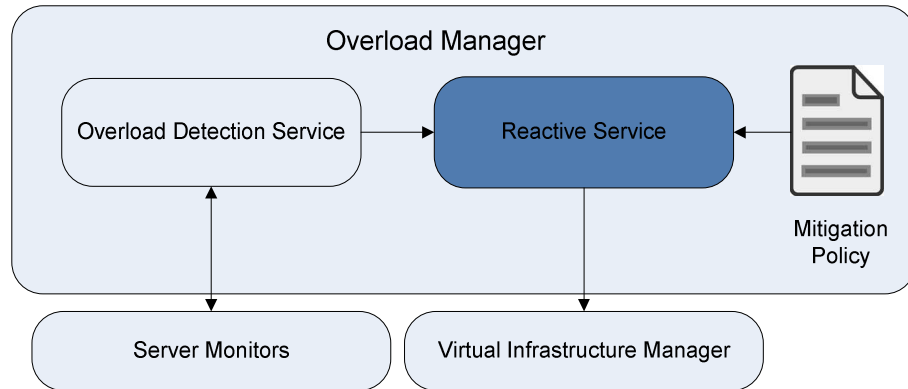 Overload Manager
Overload Detection Service
Reactive Service
Mitigation
Policy
Server Monitors
Virtual Infrastructure Manager